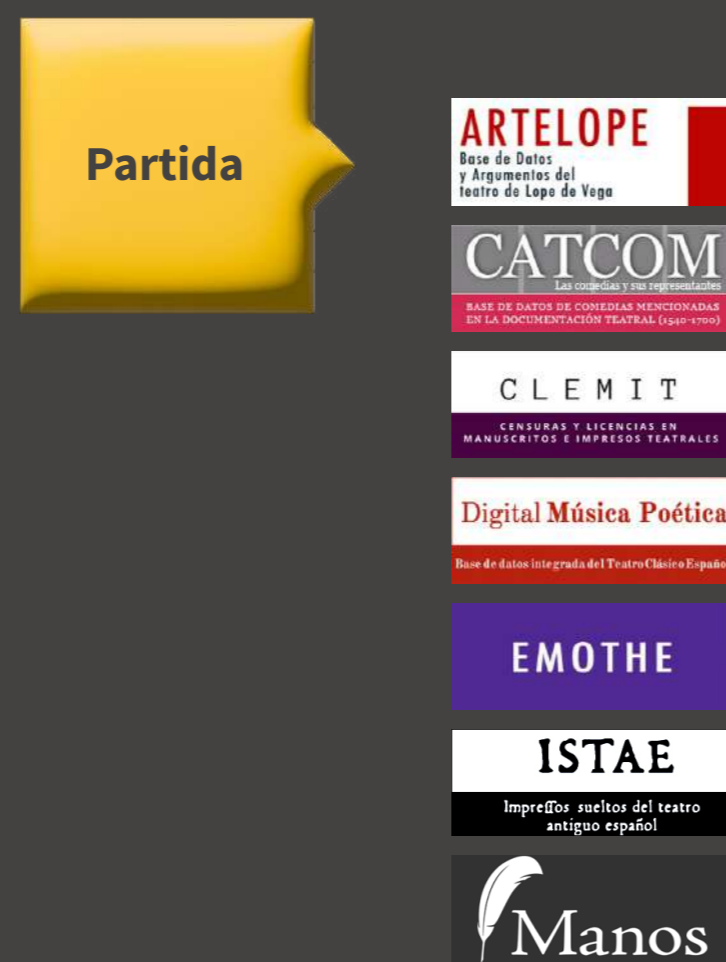 Partida
ARTELOPE
Base de Datos
y Argumentos del
teatro de Lope de Vega
CATCOM
Las comedias y sus representantes
BASE DE DATOS DE COMEDIAS MENCIONADAS
EN LA DOCUMENTACIÓN TEATRAL (1540-1700)
CLEMIT
CENSURAS Y LICENCIAS EN
MANUSCRITOS E IMPRESOS TEATRALES
Digital Música Poética
Base de datos integrada del Teatro Clásico Españo
EMOTHE
ISTAE
Impreſſos sueltos del teatro
antiguo español
Manos